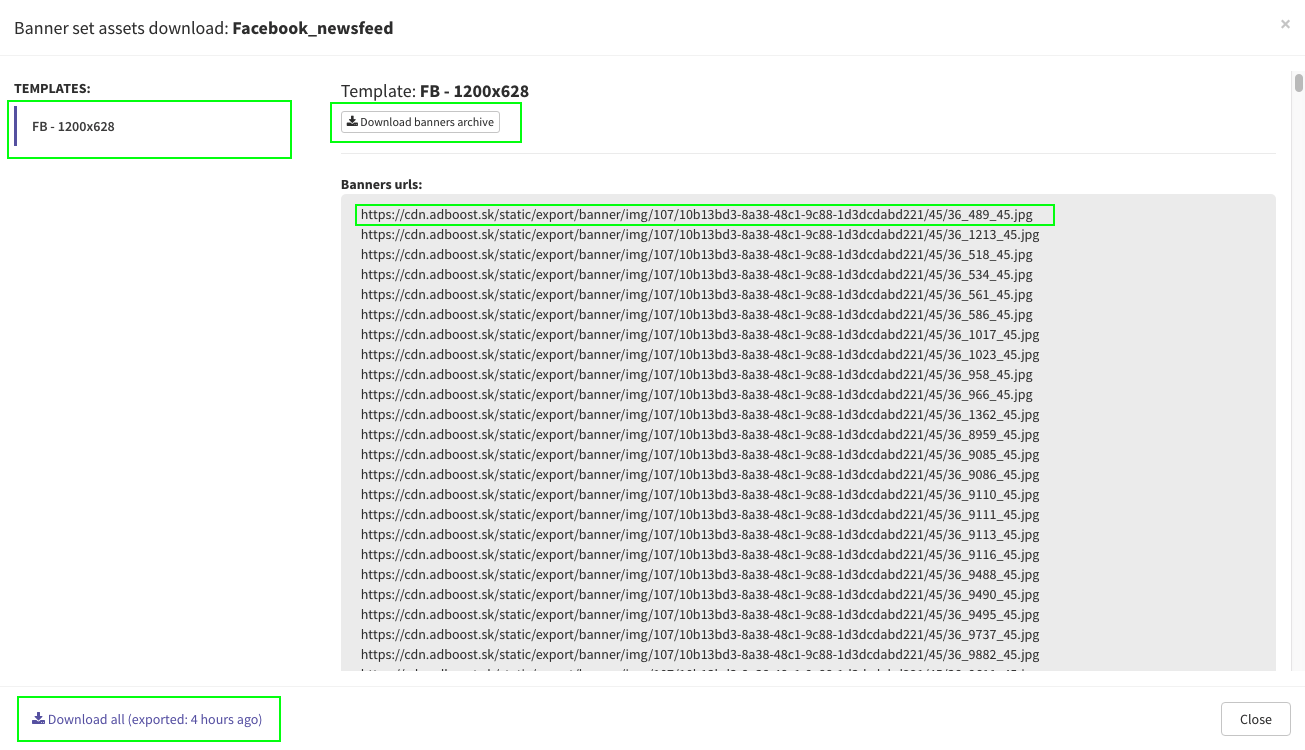 Banner set assets download: Facebook_newsfeed
×
TEMPLATES:
FB - 1200x628
Template: FB - 1200x628
Download banners archive
Banners urls:
https://cdn.adboost.sk/static/export/banner/img/107/10b13bd3-8a38-48c1-9c88-1d3dcdabd221/45/36_489_45.jpg
https://cdn.adboost.sk/static/export/banner/img/107/10b13bd3-8a38-48c1-9c88-1d3dcdabd221/45/36_1213_45.jpg
https://cdn.adboost.sk/static/export/banner/img/107/10b13bd3-8a38-48c1-9c88-1d3dcdabd221/45/36_518_45.jpg
https://cdn.adboost.sk/static/export/banner/img/107/10b13bd3-8a38-48c1-9c88-1d3dcdabd221/45/36_534_45.jpg
https://cdn.adboost.sk/static/export/banner/img/107/10b13bd3-8a38-48c1-9c88-1d3dcdabd221/45/36_561_45.jpg
https://cdn.adboost.sk/static/export/banner/img/107/10b13bd3-8a38-48c1-9c88-1d3dcdabd221/45/36_586_45.jpg
https://cdn.adboost.sk/static/export/banner/img/107/10b13bd3-8a38-48c1-9c88-1d3dcdabd221/45/36_1017_45.jpg
https://cdn.adboost.sk/static/export/banner/img/107/10b13bd3-8a38-48c1-9c88-1d3dcdabd221/45/36_1023_45.jpg
https://cdn.adboost.sk/static/export/banner/img/107/10b13bd3-8a38-48c1-9c88-1d3dcdabd221/45/36_958_45.jpg
https://cdn.adboost.sk/static/export/banner/img/107/10b13bd3-8a38-48c1-9c88-1d3dcdabd221/45/36_966_45.jpg
https://cdn.adboost.sk/static/export/banner/img/107/10b13bd3-8a38-48c1-9c88-1d3dcdabd221/45/36_1362_45.jpg
https://cdn.adboost.sk/static/export/banner/img/107/10b13bd3-8a38-48c1-9c88-1d3dcdabd221/45/36_8959_45.jpg
https://cdn.adboost.sk/static/export/banner/img/107/10b13bd3-8a38-48c1-9c88-1d3dcdabd221/45/36_9085_45.jpg
https://cdn.adboost.sk/static/export/banner/img/107/10b13bd3-8a38-48c1-9c88-1d3dcdabd221/45/36_9086_45.jpg
https://cdn.adboost.sk/static/export/banner/img/107/10b13bd3-8a38-48c1-9c88-1d3dcdabd221/45/36_9110_45.jpg
https://cdn.adboost.sk/static/export/banner/img/107/10b13bd3-8a38-48c1-9c88-1d3dcdabd221/45/36_9111_45.jpg
https://cdn.adboost.sk/static/export/banner/img/107/10b13bd3-8a38-48c1-9c88-1d3dcdabd221/45/36_9113_45.jpg
https://cdn.adboost.sk/static/export/banner/img/107/10b13bd3-8a38-48c1-9c88-1d3dcdabd221/45/36_9116_45.jpg
https://cdn.adboost.sk/static/export/banner/img/107/10b13bd3-8a38-48c1-9c88-1d3dcdabd221/45/36_9488_45.jpg
https://cdn.adboost.sk/static/export/banner/img/107/10b13bd3-8a38-48c1-9c88-1d3dcdabd221/45/36_9490_45.jpg
https://cdn.adboost.sk/static/export/banner/img/107/10b13bd3-8a38-48c1-9c88-1d3dcdabd221/45/36_9495_45.jpg
https://cdn.adboost.sk/static/export/banner/img/107/10b13bd3-8a38-48c1-9c88-1d3dcdabd221/45/36_9737_45.jpg
https://cdn.adboost.sk/static/export/banner/img/107/10b13bd3-8a38-48c1-9c88-1d3dcdabd221/45/36_9882_45.jpg
Download all (exported: 4 hours ago)
Close